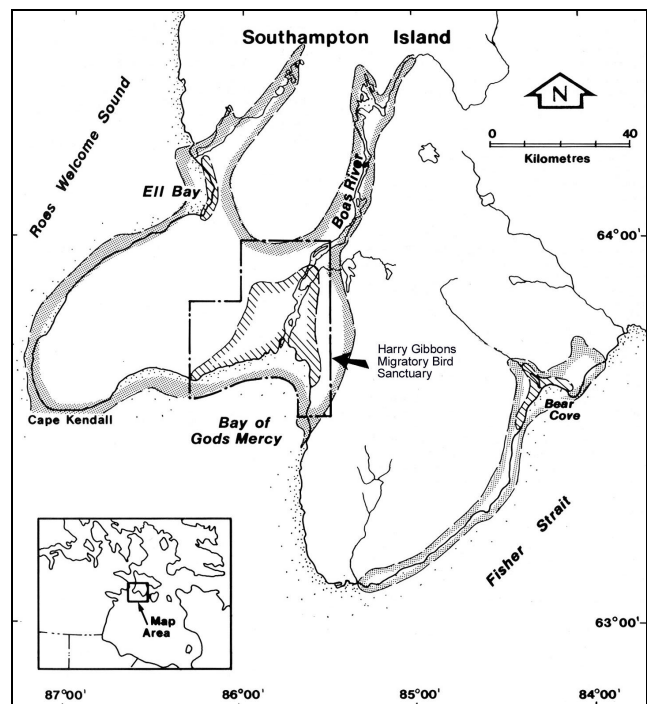 Southampton Island
N
0 40
Kilometres
Roes Welcome Sound
Ell Bay
Boas River
64°00'
Harry Gibbons
Migratory Bird
Sanctuary
Cape Kendall
Bay of
Gods Mercy
Bear
Cove
Fisher Strait
Map
Area
63°00'
87°00' 86°00' 85°00' 84°00'